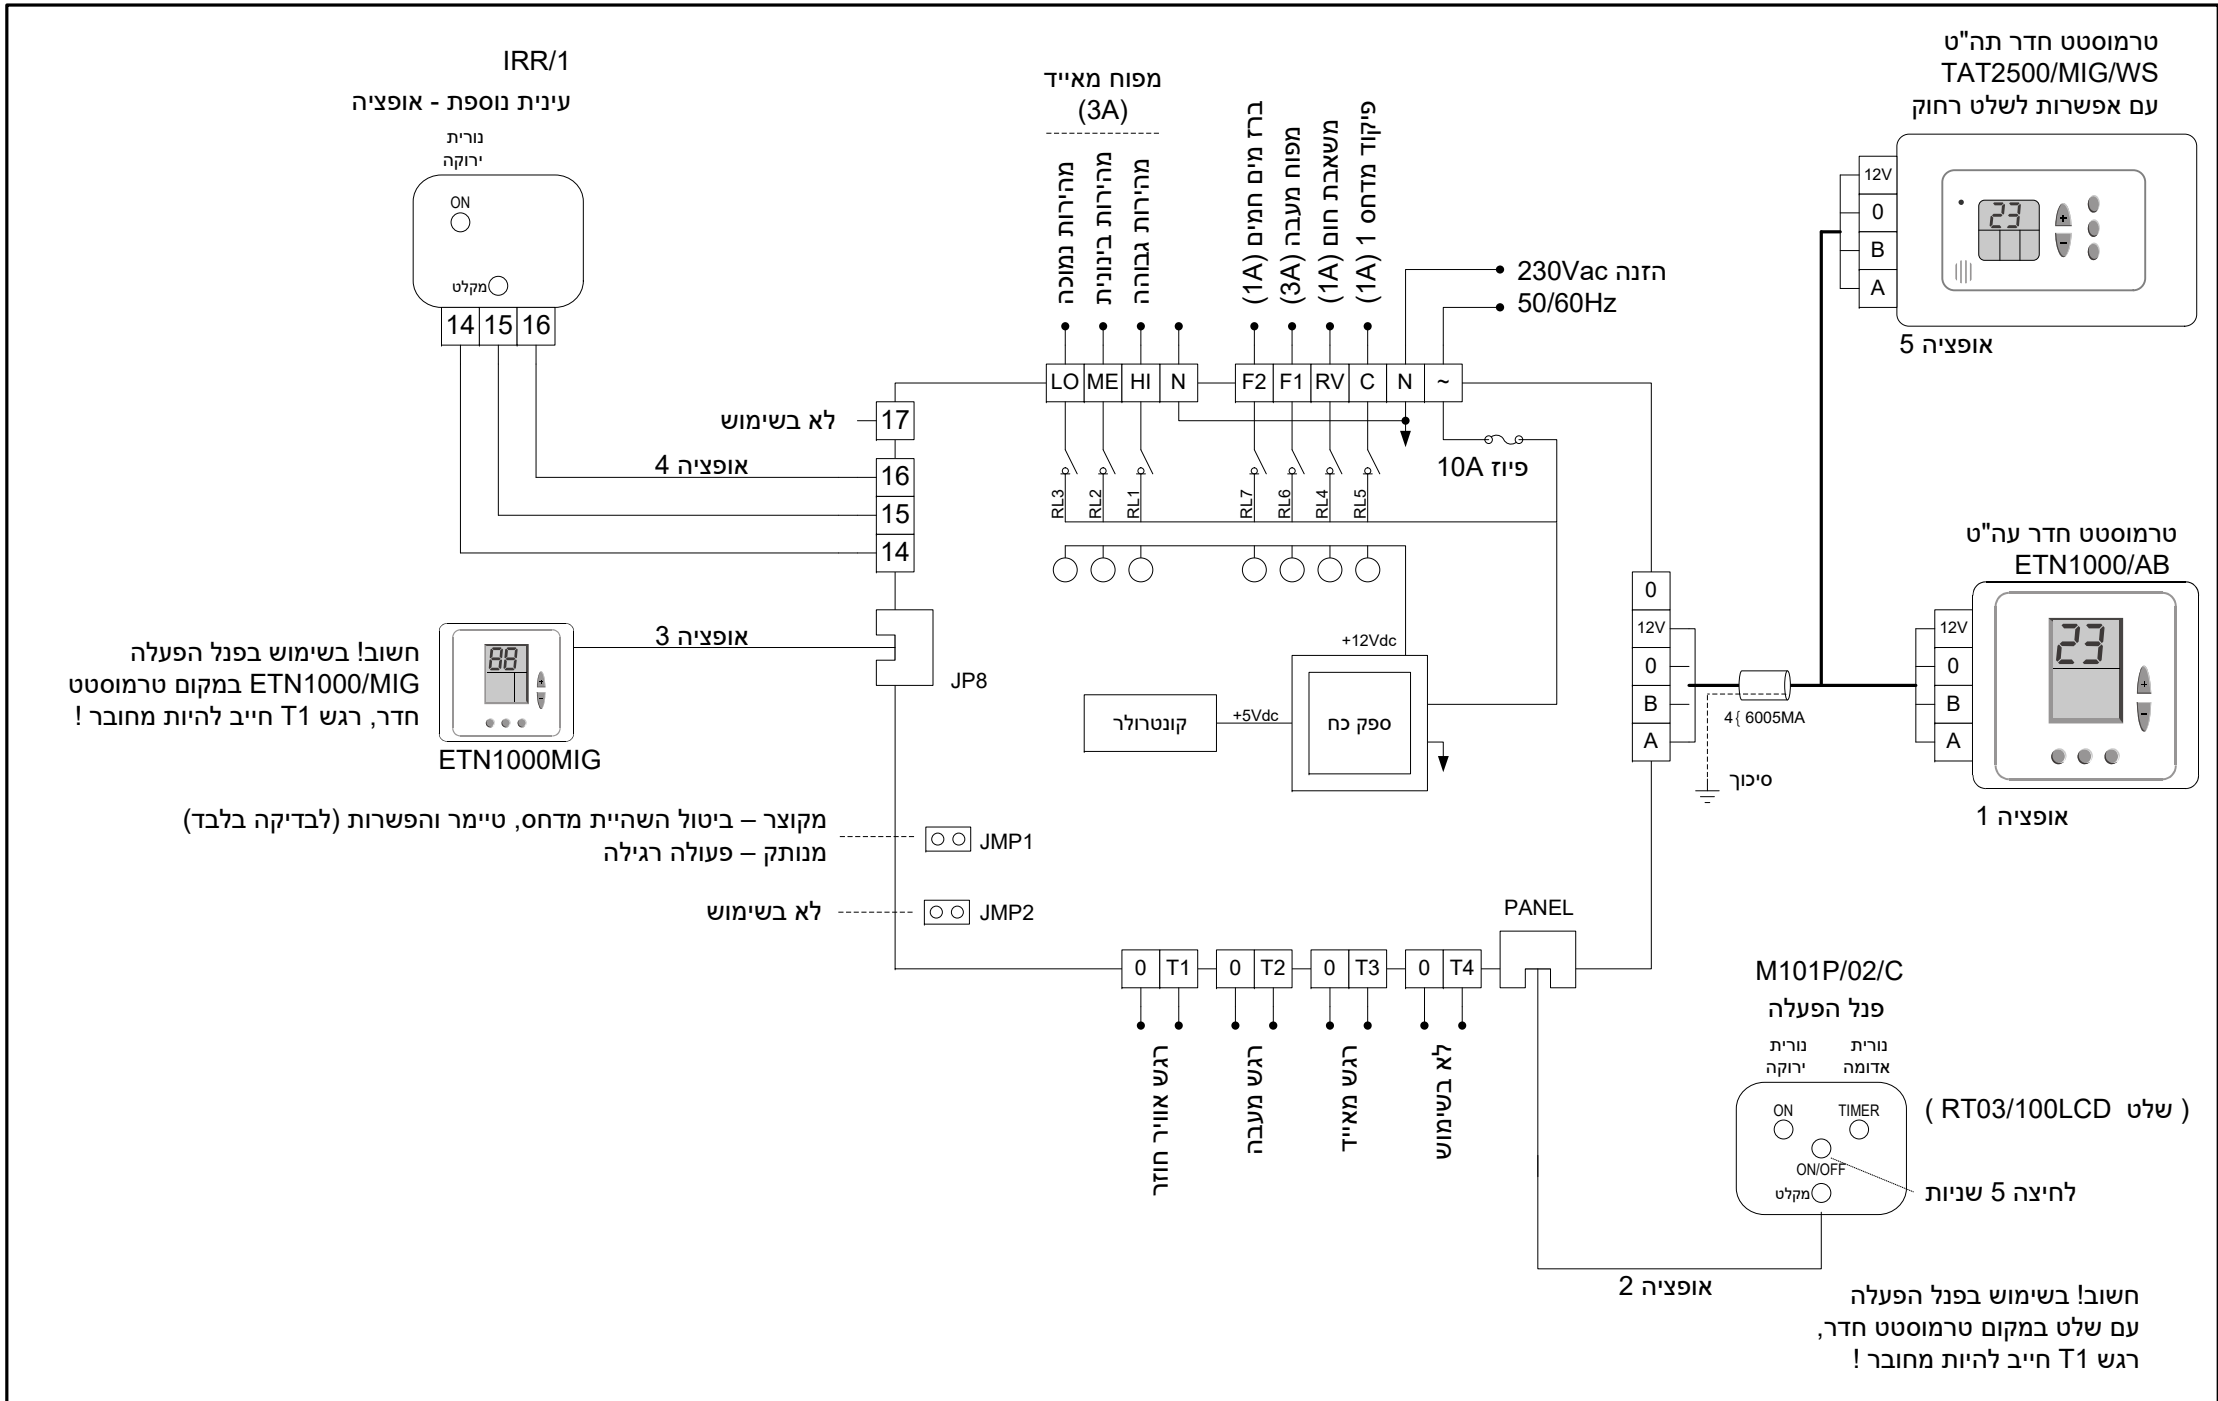 IRR/1
עינית נוספת - אופציה
נורית
ירוקה
ON
מקלט
14 15 16
מפוח מאייד
(3A)
מהירות נמוכה
מהירות בינונית
מהירות גבוהה
ברז מים חמים (1A)
מפוח מעבה (3A)
משאבת חום (1A)
פיקוד מדחס 1 (1A)
הזנה 230Vac
50/60Hz
LO ME HI N
F2 F1 RV C N ~
פיוז 10A
RL3
RL2
RL1
RL7
RL6
RL4
RL5
טרמוסטט חדר תה"ט
TAT2500/MIG/WS
עם אפשרות לשלט רחוק
12V
0
B
A
23
+
-
אופציה 5
17
לא בשימוש
16
15
14
אופציה 4
אופציה 3
JP8
חשוב! בשימוש בפנל הפעלה
ETN1000/MIG במקום טרמוסטט
חדר, רגש T1 חייב להיות מחובר !
88
+
-
ETN1000MIG
+12Vdc
+5Vdc
ספק כח
קונטרולר
0
12V
0
B
A
4{ 6005MA
סיכוך
טרמוסטט חדר עה"ט
ETN1000/AB
12V
0
B
A
23
+
-
אופציה 1
מקוצר – ביטול השהיית מדחס, טיימר והפשרות (לבדיקה בלבד)
מנותק – פעולה רגילה
JMP1
לא בשימוש
JMP2
0 T1
0 T2
0 T3
0 T4
PANEL
רגש אוויר חוזר
רגש מעבה
רגש מאייד
לא בשימוש
M101P/02/C
פנל הפעלה
נורית
ירוקה
נורית
אדומה
ON
TIMER
ON/OFF
מקלט
( שלט RT03/100LCD )
לחיצה 5 שניות
אופציה 2
חשוב! בשימוש בפנל הפעלה
עם שלט במקום טרמוסטט חדר,
רגש T1 חייב להיות מחובר !